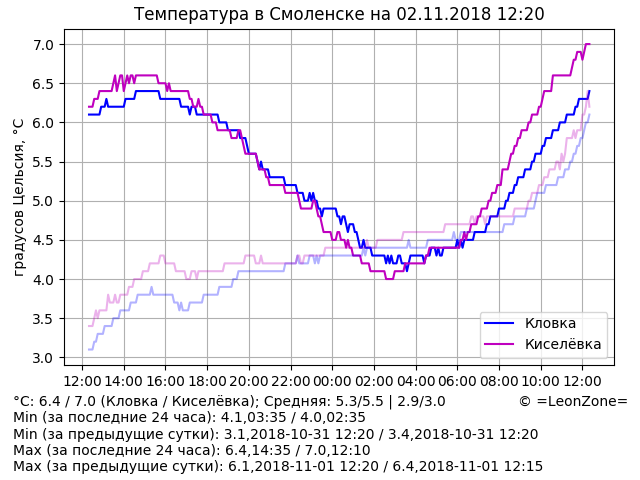 Температура в Смоленске на 02.11.2018 12:20
градусов Цельсия, °C
7.0
6.5
6.0
5.5
5.0
4.5
4.0
3.5
3.0
Кловка
Киселёвка
12:00 14:00 16:00 18:00 20:00 22:00 00:00 02:00 04:00 06:00 08:00 10:00 12:00
°C: 6.4 / 7.0 (Кловка / Киселёвка); Средняя: 5.3/5.5 | 2.9/3.0 © =LeonZone=
Min (за последние 24 часа): 4.1,03:35 / 4.0,02:35
Min (за предыдущие сутки): 3.1,2018-10-31 12:20 / 3.4,2018-10-31 12:20
Max (за последние 24 часа): 6.4,14:35 / 7.0,12:10
Max (за предыдущие сутки): 6.1,2018-11-01 12:20 / 6.4,2018-11-01 12:15